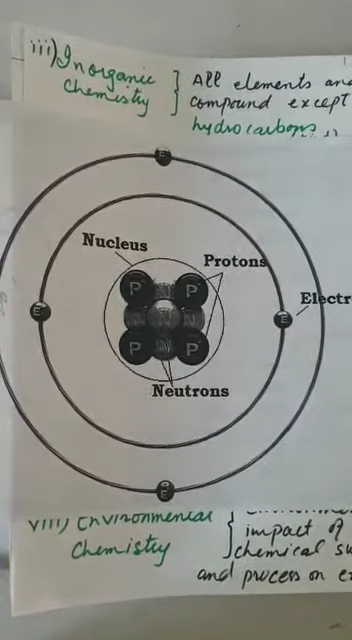 iii) Inorganic } All elements and
chemistry } compound except
hydrocarbons
E⁻
Nucleus
Protons
P N P
E⁻ N N N E⁻ Electr
P N P
Neutrons
E
viii) Environmental {
impact of
chemistry chemical su
and process on e